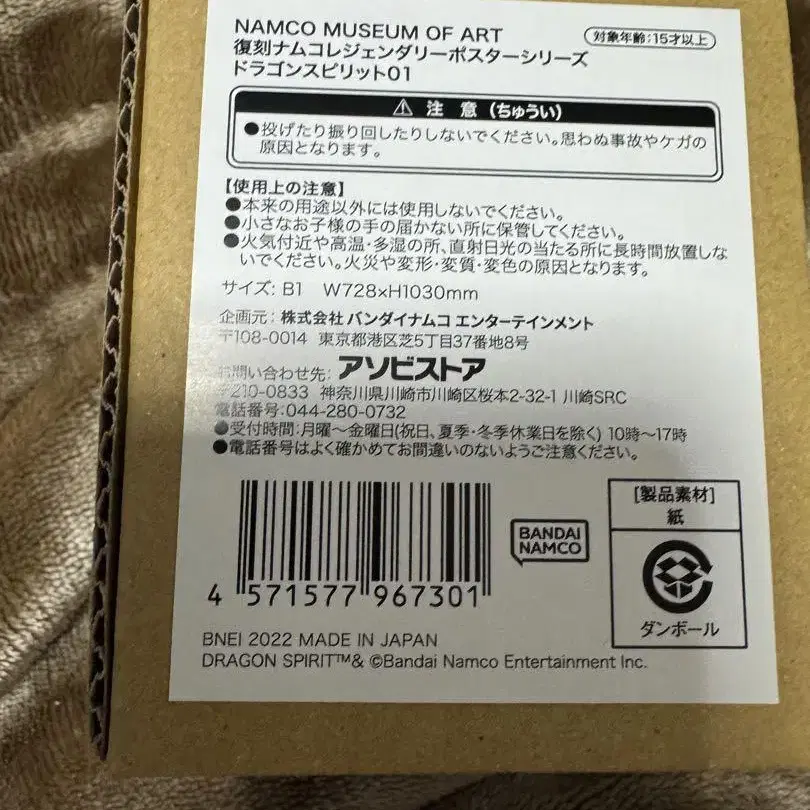 NAMCO MUSEUM OF ART
対象年齢:15才以上
復刻ナムコレジェンダリーポスターシリーズ
ドラゴンスピリット01
注 意 (ちゅうい)
●投げたり振り回したりしないでください。思わぬ事故やケガの
原因となります。
【使用上の注意】
●本来の用途以外には使用しないでください。
●小さなお子様の手の届かない所に保管してください。
●火気付近や高温・多湿の所、直射日光の当たる所に長時間放置しな
いでください。火災や変形・変質・変色の原因となります。
サイズ: B1 W728×H1030mm
企画元: 株式会社 バンダイナムコ エンターテインメント
〒108-0014 東京都港区芝5丁目37番地8号
お問い合わせ先: アソビストア
〒210-0833 神奈川県川崎市川崎区桜本2-32-1 川崎SRC
電話番号:044-280-0732
●受付時間:月曜～金曜日(祝日、夏季・冬季休業日を除く) 10時～17時
●電話番号はよく確かめてお間違いのないようご注意ください。
4 571577 967301
BANDAI
NAMCO
[製品素材]
紙
ダンボール
BNEI 2022 MADE IN JAPAN
DRAGON SPIRIT™& ©Bandai Namco Entertainment Inc.